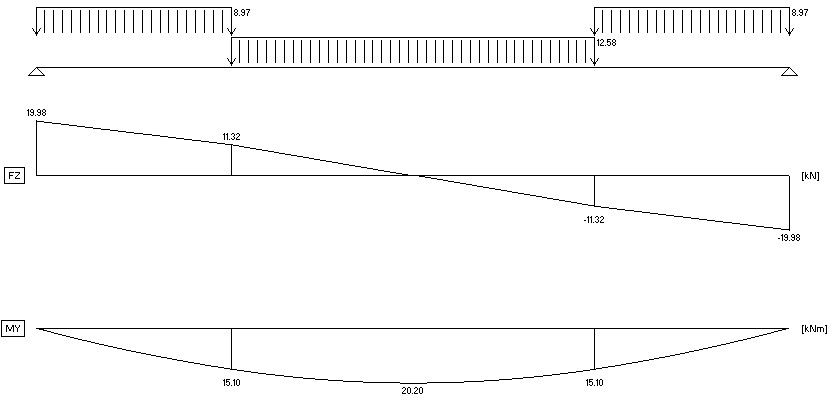 8.97
8.97
12.58
19.98
11.32
FZ
[kN]
-11.32
-19.98
MY
[kNm]
15.10
20.20
15.10